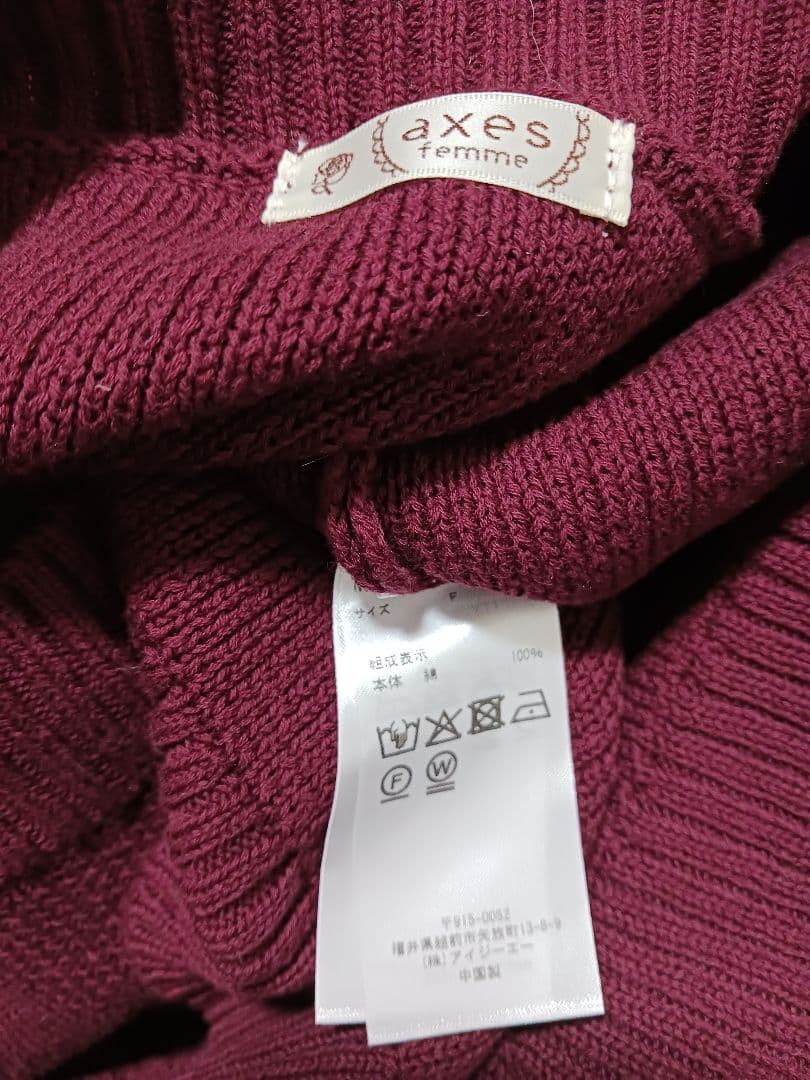 axes
femme
サイズ F
組成表示
本体 綿 100%
F W
〒915-0052
福井県越前市矢放町13-8-9
(株)アイジーエー
中国製